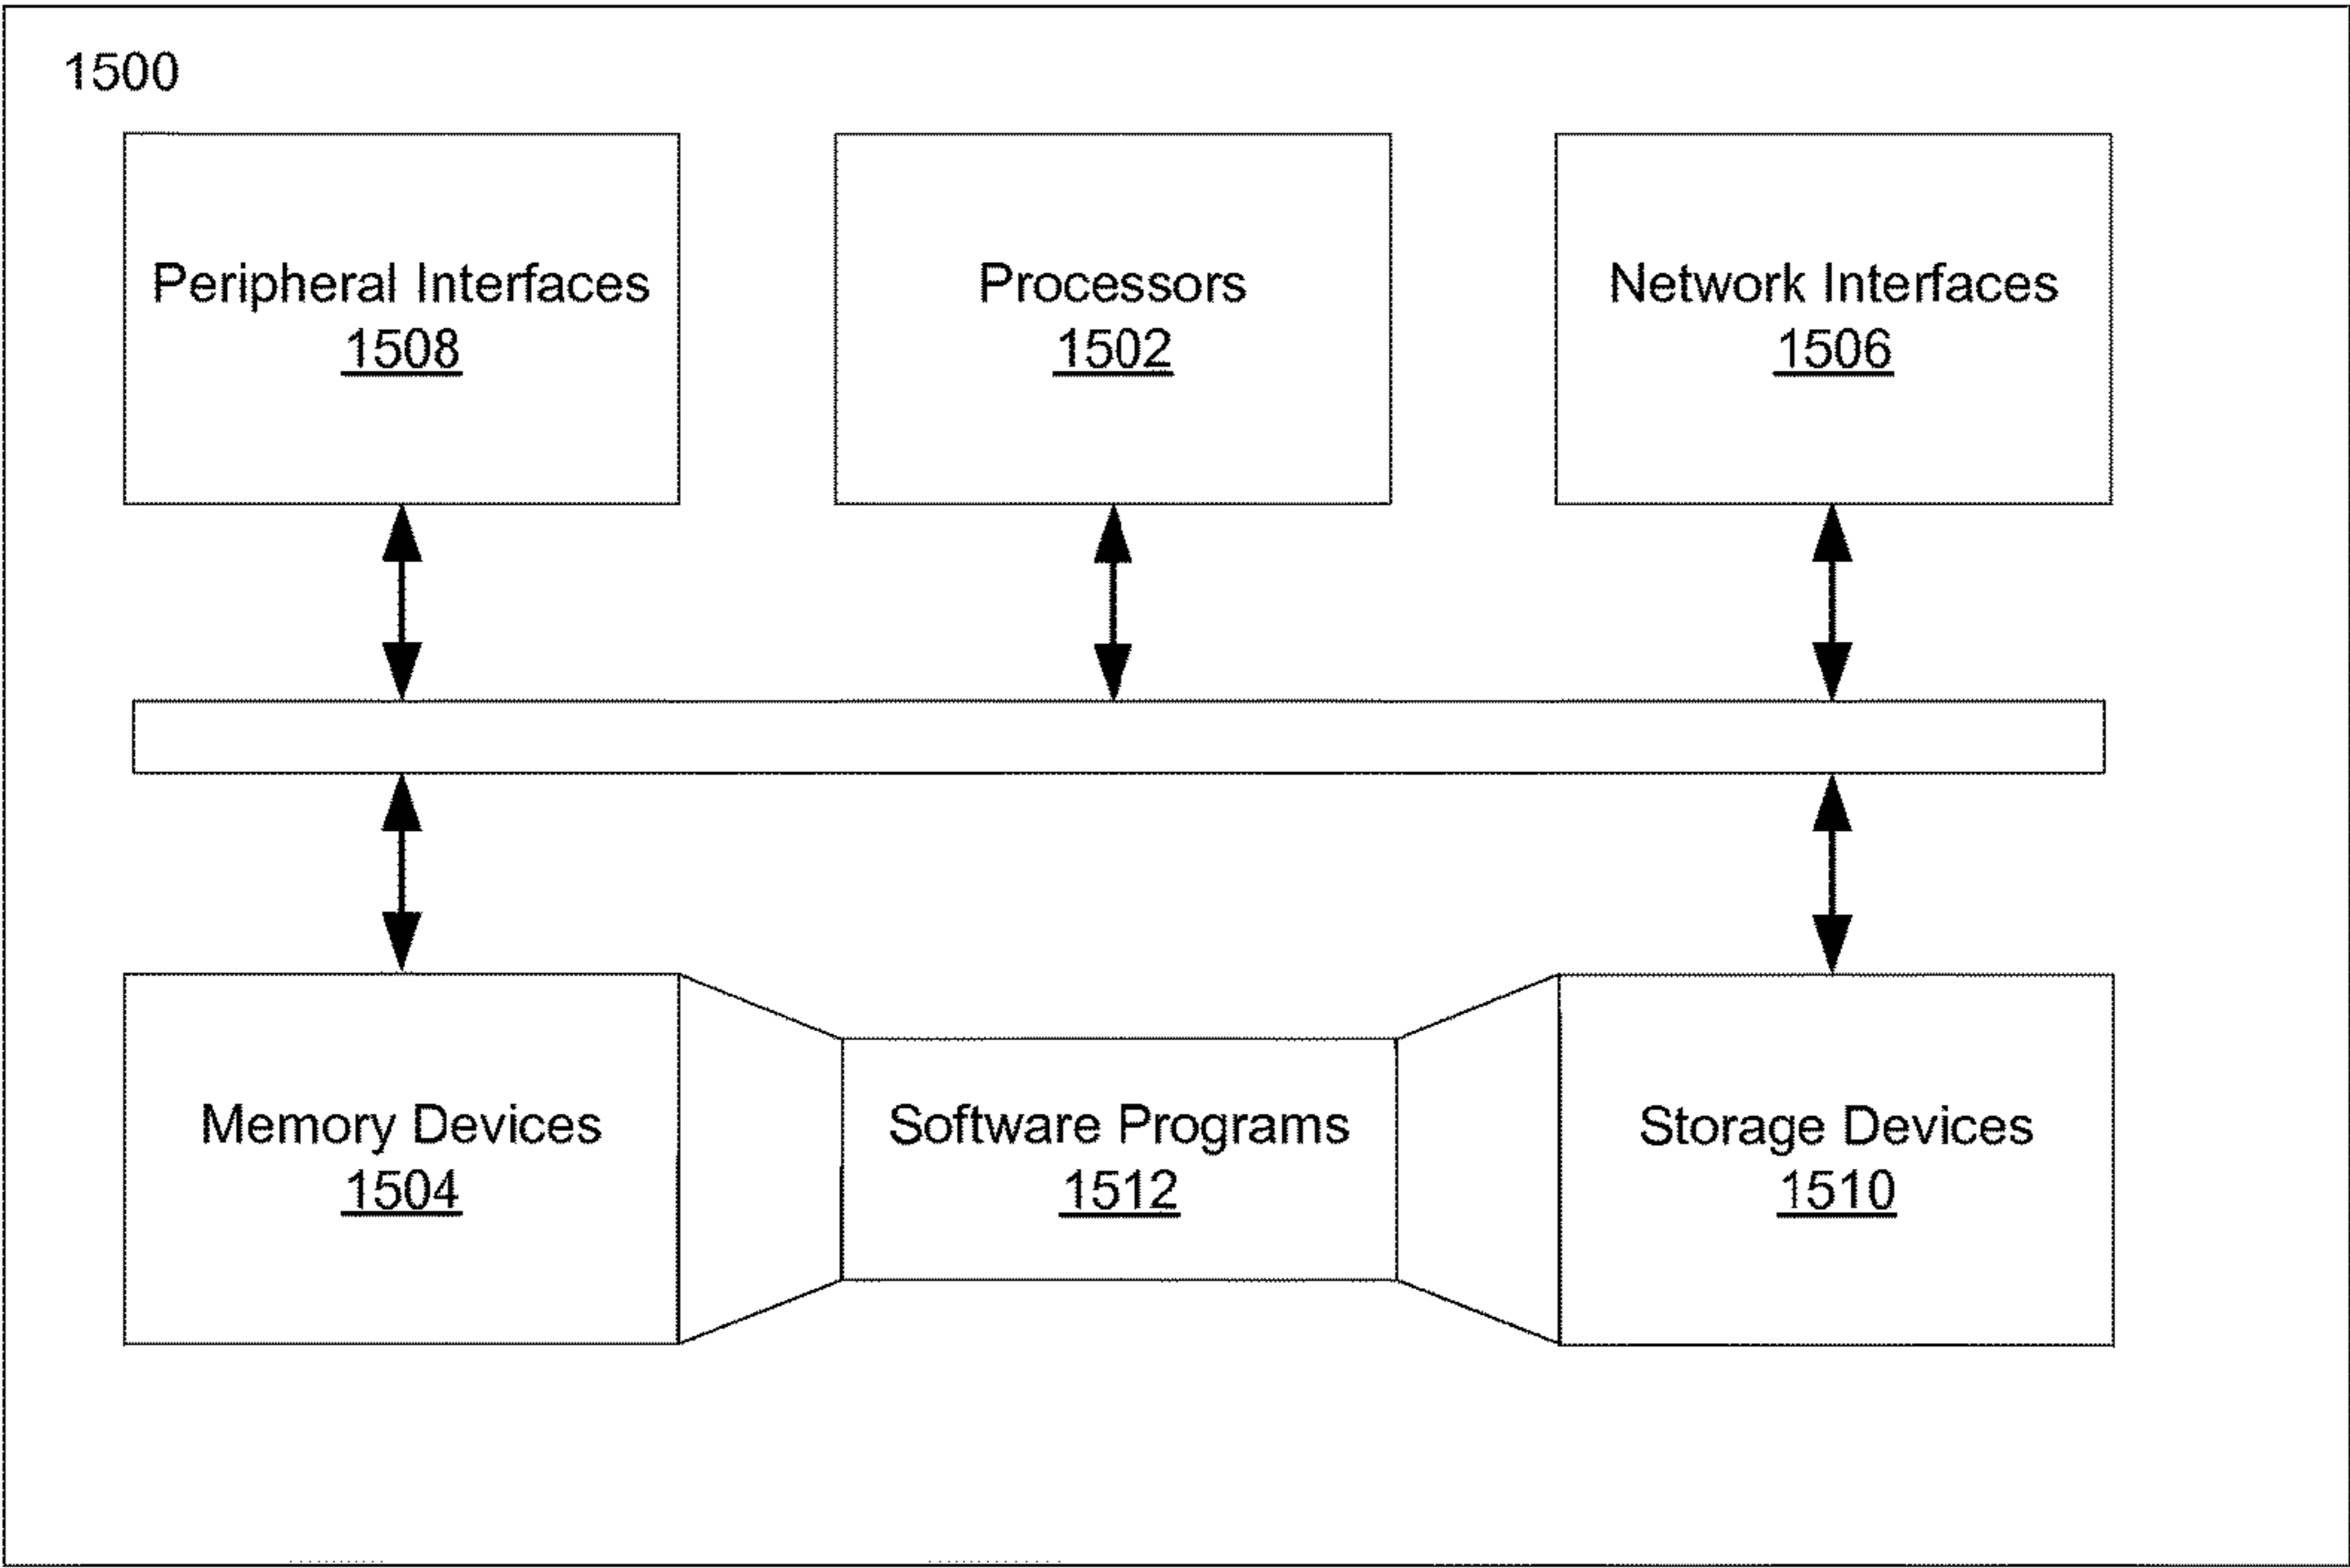 1500
Peripheral Interfaces
1508
Processors
1502
Network Interfaces
1506
Memory Devices
1504
Software Programs
1512
Storage Devices
1510